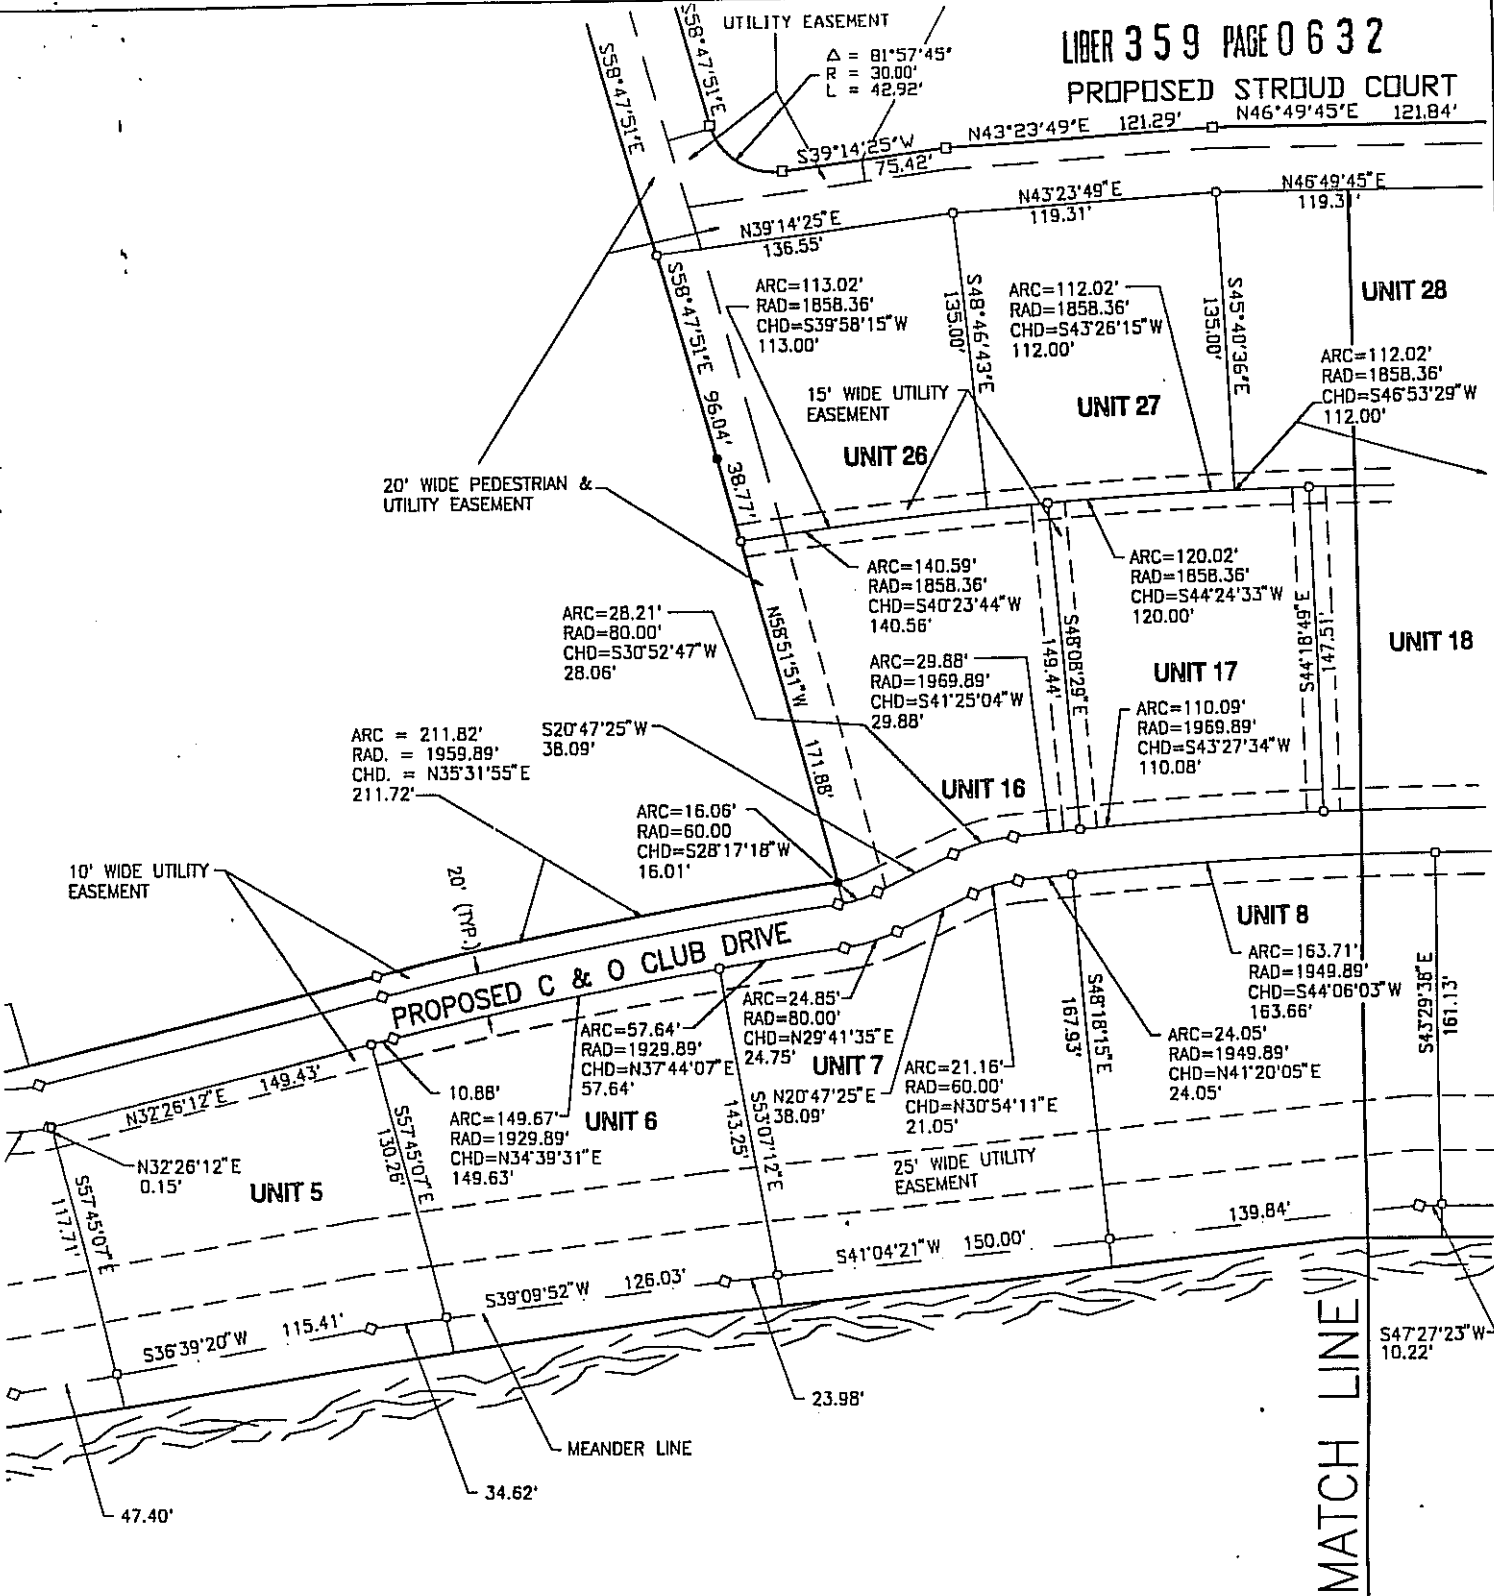 LIBER 359 PAGE 0632
PROPOSED STROUD COURT
UTILITY EASEMENT
Δ = 81°57'45"
R = 30.00'
L = 42.92'
S58°47'51"E
S58°47'51"E
S39°14'25"W
75.42'
N43°23'49"E 121.29'
N46°49'45"E 121.84'
N39°14'25"E
136.55'
N43°23'49"E
119.31'
N46°49'45"E
119.31'
S58°47'51"E 96.04'
38.77'
ARC=113.02'
RAD=1858.36'
CHD=S39°58'15"W
113.00'
S48°46'43"E
135.00'
ARC=112.02'
RAD=1858.36'
CHD=S43°26'15"W
112.00'
S45°40'36"E
135.00'
UNIT 28
ARC=112.02'
RAD=1858.36'
CHD=S46°53'29"W
112.00'
15' WIDE UTILITY
EASEMENT
UNIT 27
UNIT 26
20' WIDE PEDESTRIAN &
UTILITY EASEMENT
ARC=140.59'
RAD=1858.36'
CHD=S40°23'44"W
140.56'
ARC=120.02'
RAD=1858.36'
CHD=S44°24'33"W
120.00'
ARC=28.21'
RAD=80.00'
CHD=S30°52'47"W
28.06'
N58°51'51"W
171.88'
ARC=29.88'
RAD=1969.89'
CHD=S41°25'04"W
29.88'
S48°08'29"E
149.44'
S44°18'49"E
147.51'
UNIT 18
UNIT 17
ARC=110.09'
RAD=1969.89'
CHD=S43°27'34"W
110.08'
ARC = 211.82'
RAD. = 1959.89'
CHD. = N35°31'55"E
211.72'
S20°47'25"W
38.09'
UNIT 16
ARC=16.06'
RAD=60.00
CHD=S28°17'18"W
16.01'
10' WIDE UTILITY
EASEMENT
20' (TYP.)
PROPOSED C & O CLUB DRIVE
UNIT 8
ARC=163.71'
RAD=1949.89'
CHD=S44°06'03"W
163.66'
S43°29'38"E
161.13'
ARC=24.85'
RAD=80.00'
CHD=N29°41'35"E
24.75'
ARC=57.64'
RAD=1929.89'
CHD=N37°44'07"E
57.64'
S48°18'15"E
167.93'
ARC=24.05'
RAD=1949.89'
CHD=N41°20'05"E
24.05'
UNIT 7
ARC=21.16'
RAD=60.00'
CHD=N30°54'11"E
21.05'
N20°47'25"E
38.09'
N32°26'12"E 149.43'
10.88'
ARC=149.67'
RAD=1929.89'
CHD=N34°39'31"E
149.63'
UNIT 6
S53°07'12"E
143.25'
S57°45'07"E
130.26'
N32°26'12"E
0.15'
UNIT 5
S57°45'07"E
117.71'
25' WIDE UTILITY
EASEMENT
139.84'
S41°04'21"W 150.00'
S39°09'52"W 126.03'
S36°39'20"W 115.41'
S47°27'23"W
10.22'
23.98'
MEANDER LINE
34.62'
47.40'
MATCH LINE